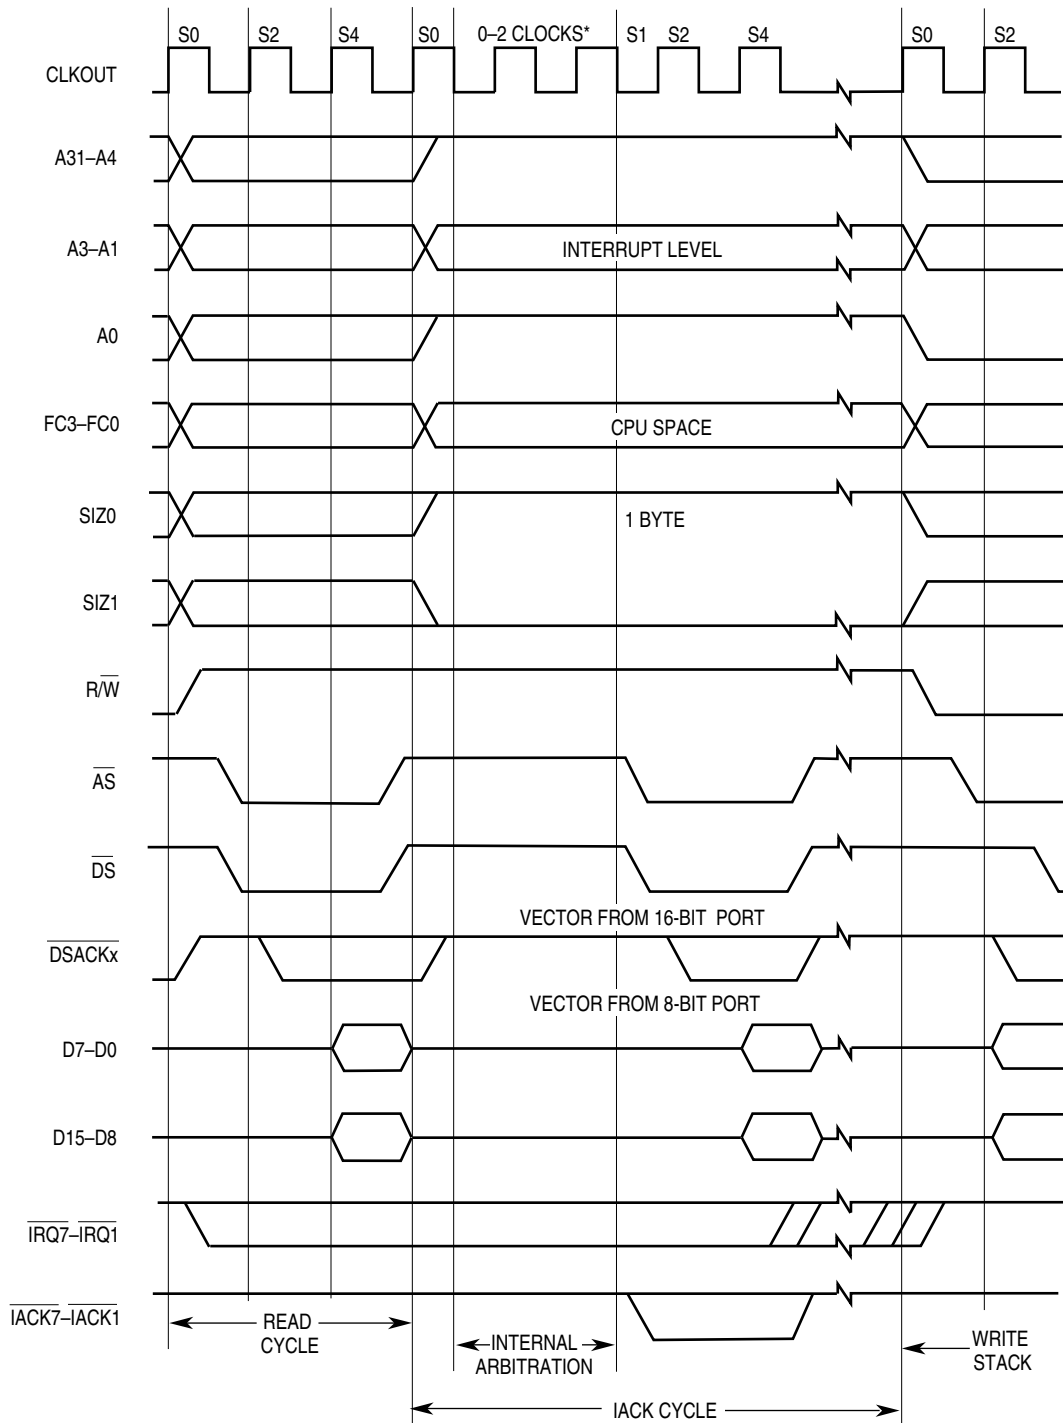 S0 S2 S4 S0 0–2 CLOCKS* S1 S2 S4 S0 S2
CLKOUT
A31–A4
A3–A1 INTERRUPT LEVEL
A0
FC3–FC0 CPU SPACE
SIZ0 1 BYTE
SIZ1
R/W
AS
DS
VECTOR FROM 16-BIT PORT
DSACKx
VECTOR FROM 8-BIT PORT
D7–D0
D15–D8
IRQ7–IRQ1
IACK7–IACK1
READ
CYCLE
INTERNAL
ARBITRATION
WRITE
STACK
IACK CYCLE